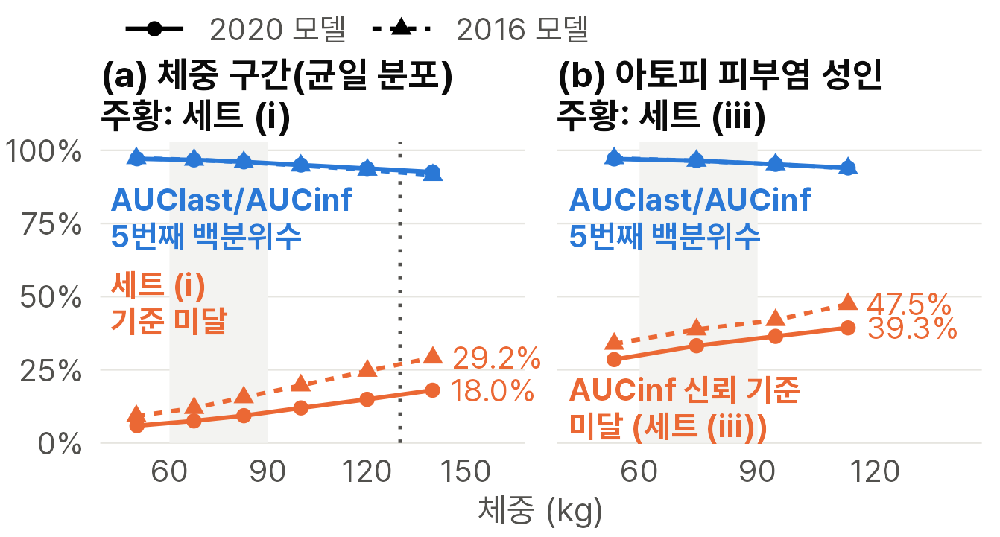 2020 모델 2016 모델
(a) 체중 구간(균일 분포)
주황: 세트 (i)
(b) 아토피 피부염 성인
주황: 세트 (iii)
100%
75%
50%
25%
0%
AUClast/AUCinf
5번째 백분위수
세트 (i)
기준 미달
29.2%
18.0%
60 90 120 150
AUClast/AUCinf
5번째 백분위수
47.5%
39.3%
AUCinf 신뢰 기준
미달 (세트 (iii))
60 90 120
체중 (kg)